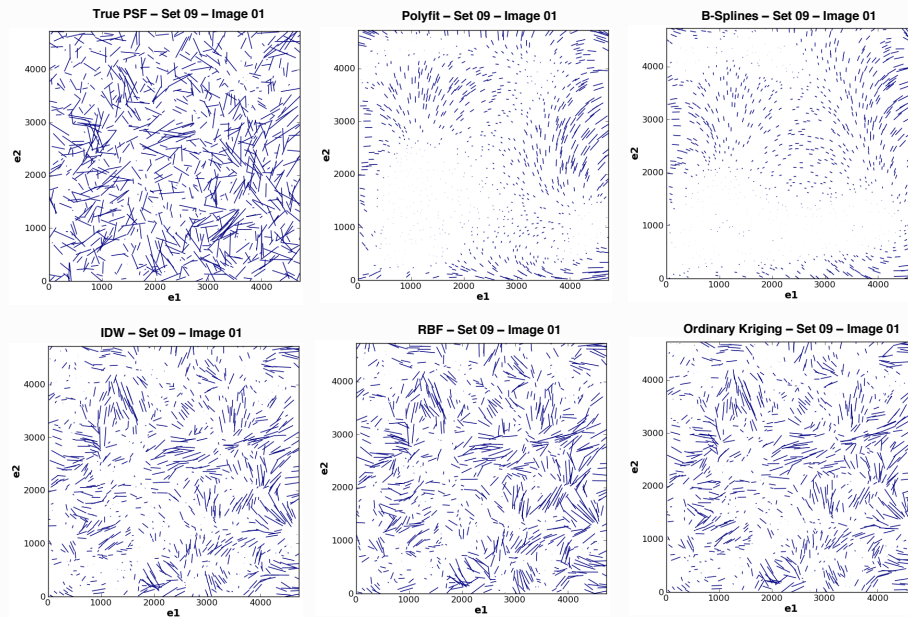 True PSF – Set 09 – Image 01
Polyfit – Set 09 – Image 01
B-Splines – Set 09 – Image 01
4000
3000
2000
1000
0
0 1000 2000 3000 4000
e2
e1
4000
3000
2000
1000
0
0 1000 2000 3000 4000
e2
e1
4000
3000
2000
1000
0
0 1000 2000 3000 4000
e2
e1
IDW – Set 09 – Image 01
RBF – Set 09 – Image 01
Ordinary Kriging – Set 09 – Image 01
4000
3000
2000
1000
0
0 1000 2000 3000 4000
e2
e1
4000
3000
2000
1000
0
0 1000 2000 3000 4000
e2
e1
4000
3000
2000
1000
0
0 1000 2000 3000 4000
e2
e1